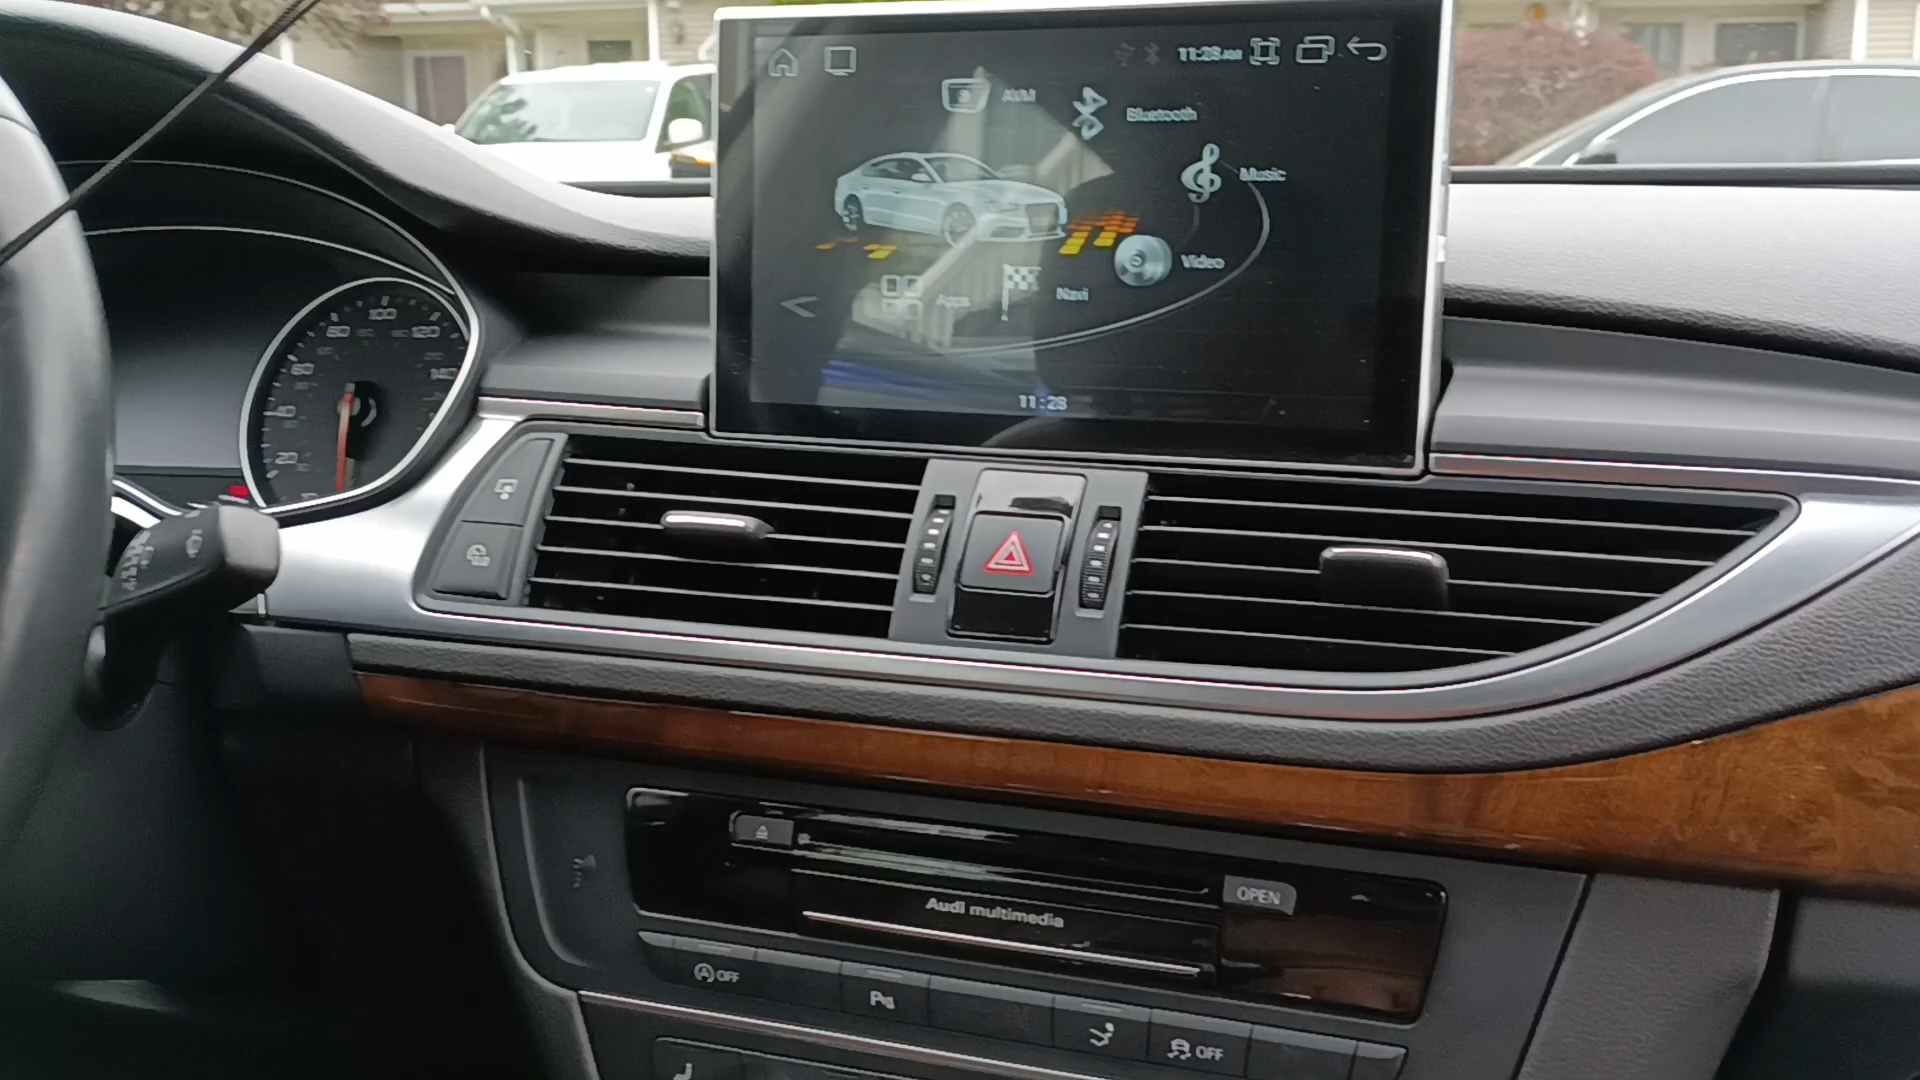 11:28 AM
AVM
Bluetooth
Music
Video
Navi
Apps
11:28
100
80
120
60
140
40
20
OPEN
Audi multimedia
A OFF
P
OFF